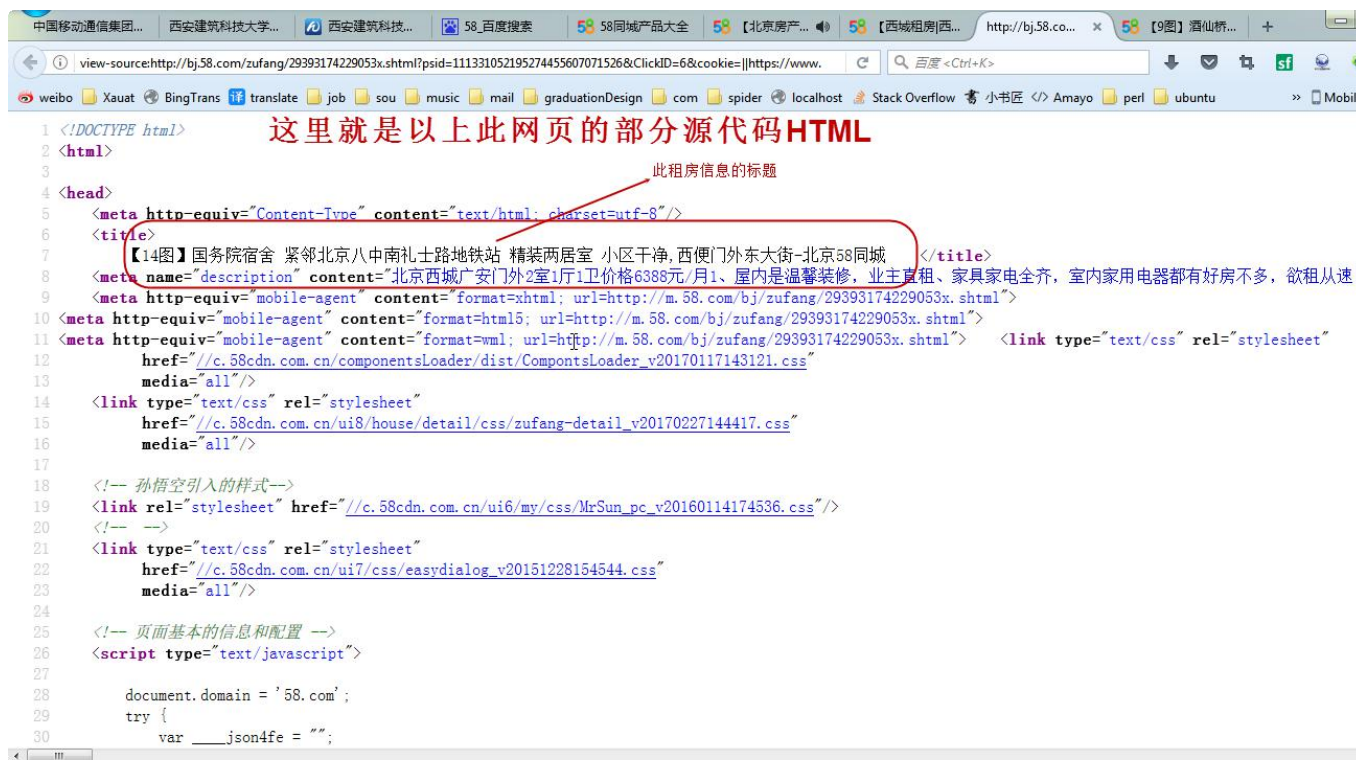 中国移动通信集团... 西安建筑科技大学... 西安建筑科技... 58_百度搜索 58同城产品大全 【北京房产... 【西城租房|西... http://bj.58.co... × 【9图】酒仙桥... +
view-source:http://bj.58.com/zufang/29393174229053x.shtml?psid=111331052195274455607071526&ClickID=6&cookie=||https://www. 百度 <Ctrl+K>
weibo Xauat BingTrans translate job sou music mail graduationDesign com spider localhost Stack Overflow 小书匠 Amayo perl ubuntu » Mobil
这里就是以上此网页的部分源代码HTML
此租房信息的标题
1 <!DOCTYPE html>
2 <html>
3
4 <head>
5 <meta http-equiv="Content-Type" content="text/html; charset=utf-8"/>
6 <title>
7 【14图】国务院宿舍 紧邻北京八中南礼士路地铁站 精装两居室 小区干净,西便门外东大街-北京58同城 </title>
8 <meta name="description" content="北京西城广安门外2室1厅1卫价格6388元/月1、屋内是温馨装修，业主直租、家具家电全齐，室内家用电器都有好房不多，欲租从速
9 <meta http-equiv="mobile-agent" content="format=xhtml; url=http://m.58.com/bj/zufang/29393174229053x.shtml">
10 <meta http-equiv="mobile-agent" content="format=html5; url=http://m.58.com/bj/zufang/29393174229053x.shtml">
11 <meta http-equiv="mobile-agent" content="format=wml; url=http://m.58.com/bj/zufang/29393174229053x.shtml"> <link type="text/css" rel="stylesheet"
12 href="//c.58cdn.com.cn/componentsLoader/dist/CompontsLoader_v20170117143121.css"
13 media="all"/>
14 <link type="text/css" rel="stylesheet"
15 href="//c.58cdn.com.cn/ui8/house/detail/css/zufang-detail_v20170227144417.css"
16 media="all"/>
17
18 <!-- 孙悟空引入的样式-->
19 <link rel="stylesheet" href="//c.58cdn.com.cn/ui6/my/css/MrSun_pc_v20160114174536.css"/>
20 <!-- -->
21 <link type="text/css" rel="stylesheet"
22 href="//c.58cdn.com.cn/ui7/css/easydialog_v20151228154544.css"
23 media="all"/>
24
25 <!-- 页面基本的信息和配置 -->
26 <script type="text/javascript">
27
28 document.domain = '58.com';
29 try {
30 var ____json4fe = "";